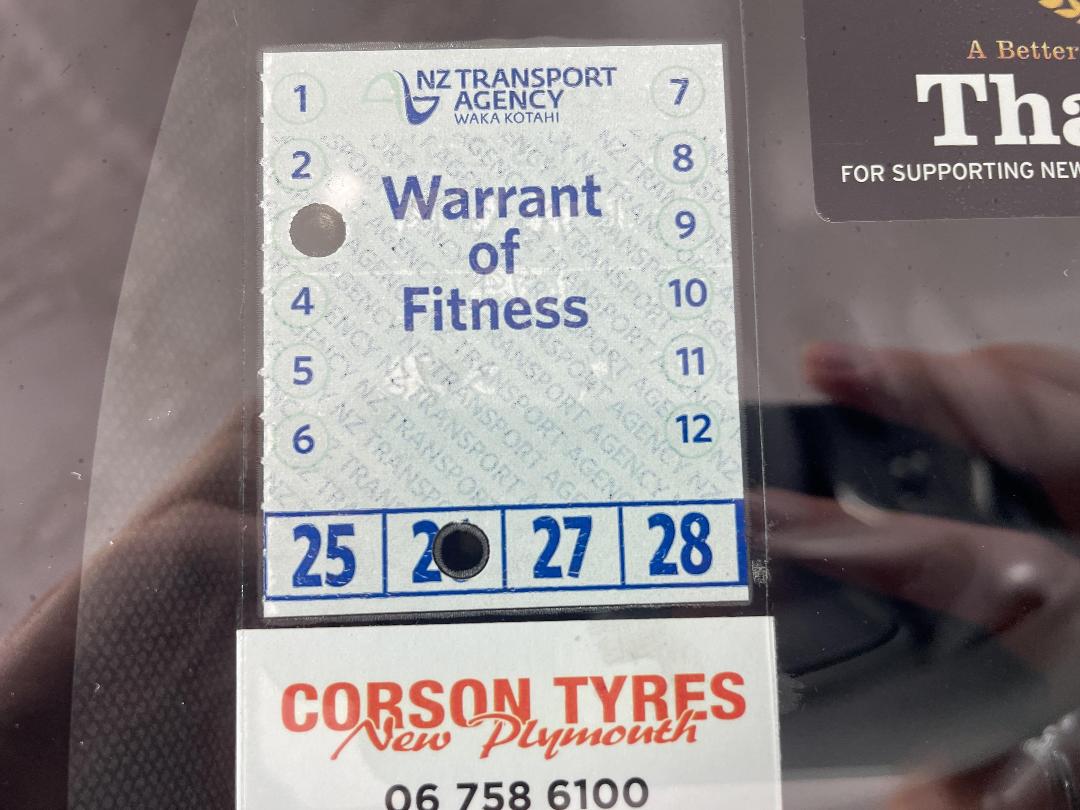 NZ TRANSPORT
AGENCY
WAKA KOTAHI
Warrant
of
Fitness
1
2
4
5
6
7
8
9
10
11
12
25 2 27 28
CORSON TYRES
New Plymouth
06 758 6100
A Better
Tha
FOR SUPPORTING NEW